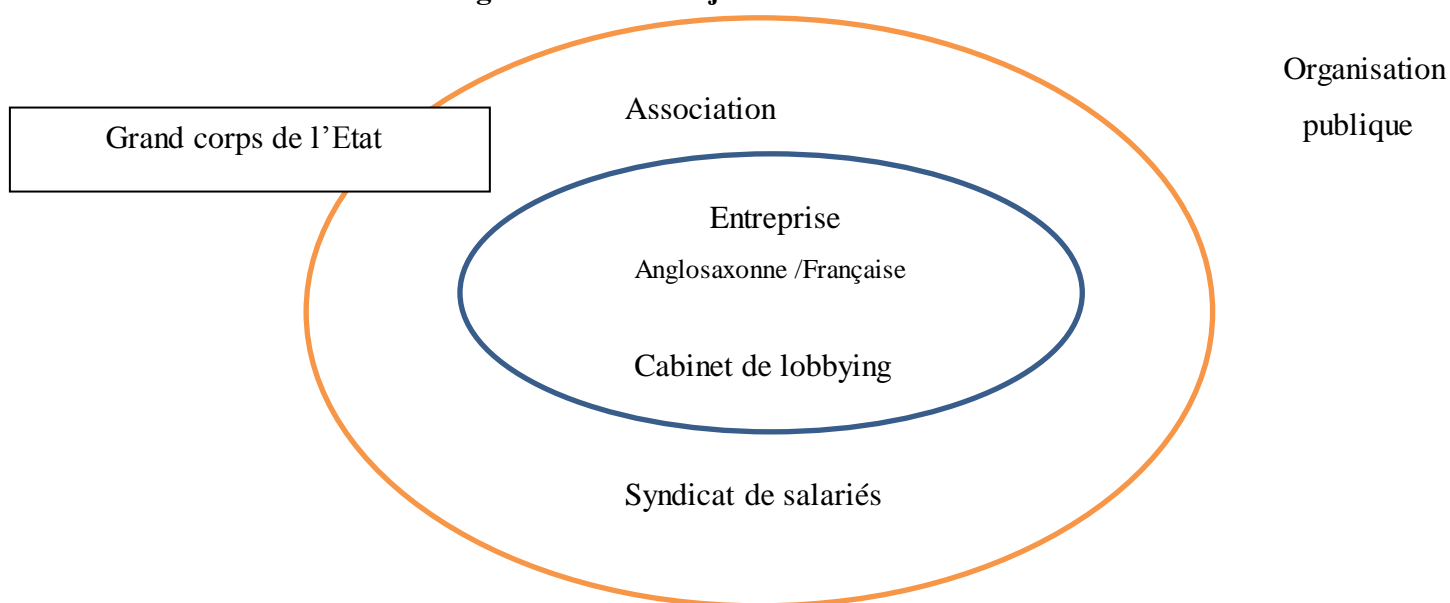 Organisation
publique
Association
Grand corps de l’Etat
Entreprise
Anglosaxonne /Française
Cabinet de lobbying
Syndicat de salariés